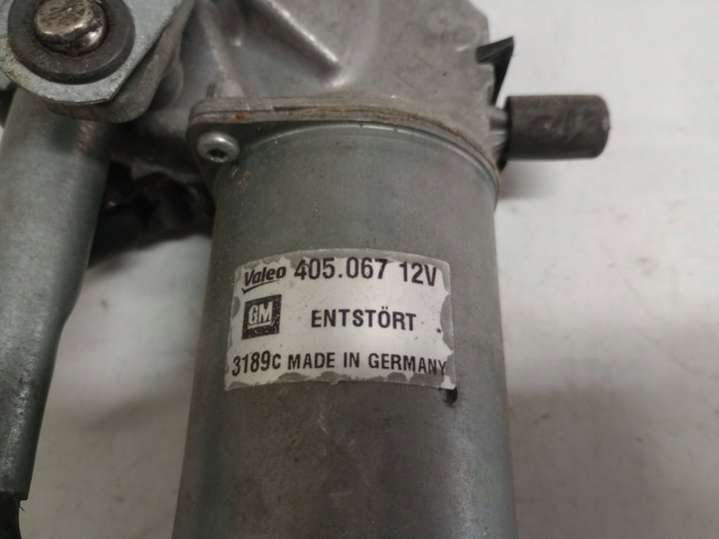 Valeo 405.067 12V
GM ENTSTÖRT
3189C MADE IN GERMANY